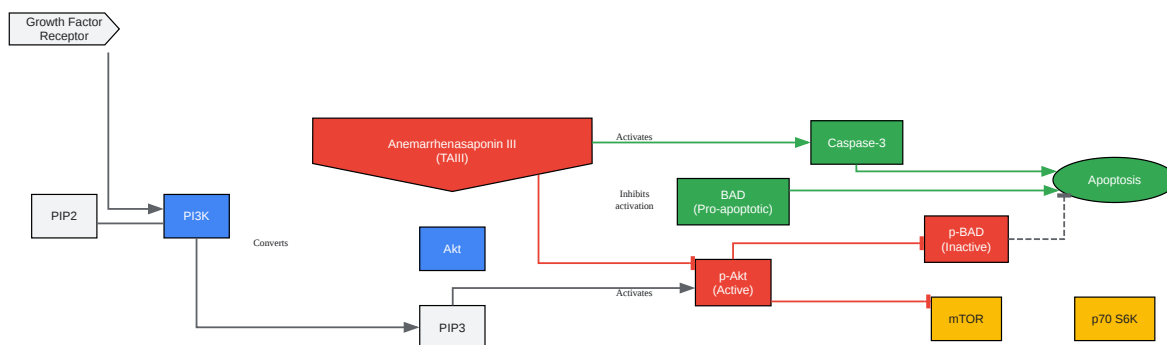 Growth Factor
Receptor
Anemarrhenasaponin III
(TAIII)
Activates
Caspase-3
Apoptosis
Inhibits
activation
BAD
(Pro-apoptotic)
PIP2
PI3K
Converts
Akt
p-Akt
(Active)
p-BAD
(Inactive)
Activates
PIP3
mTOR
p70 S6K